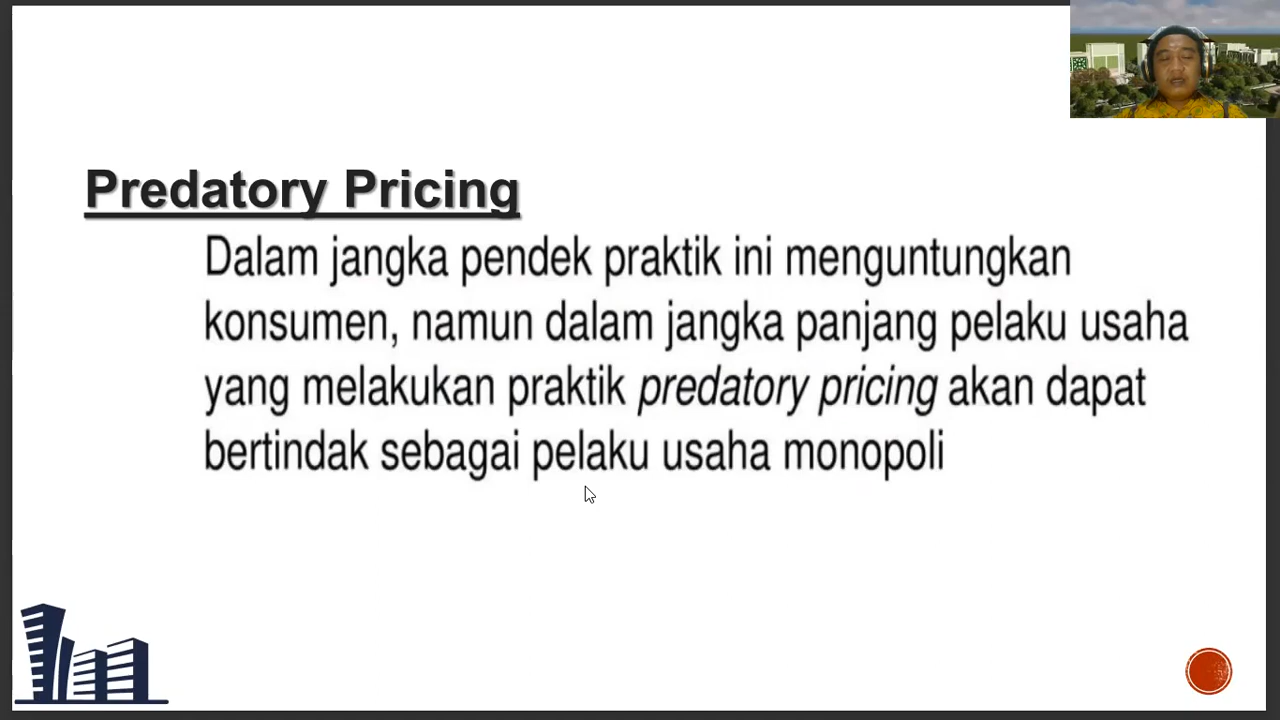 Predatory Pricing
Dalam jangka pendek praktik ini menguntungkan
konsumen, namun dalam jangka panjang pelaku usaha
yang melakukan praktik predatory pricing akan dapat
bertindak sebagai pelaku usaha monopoli